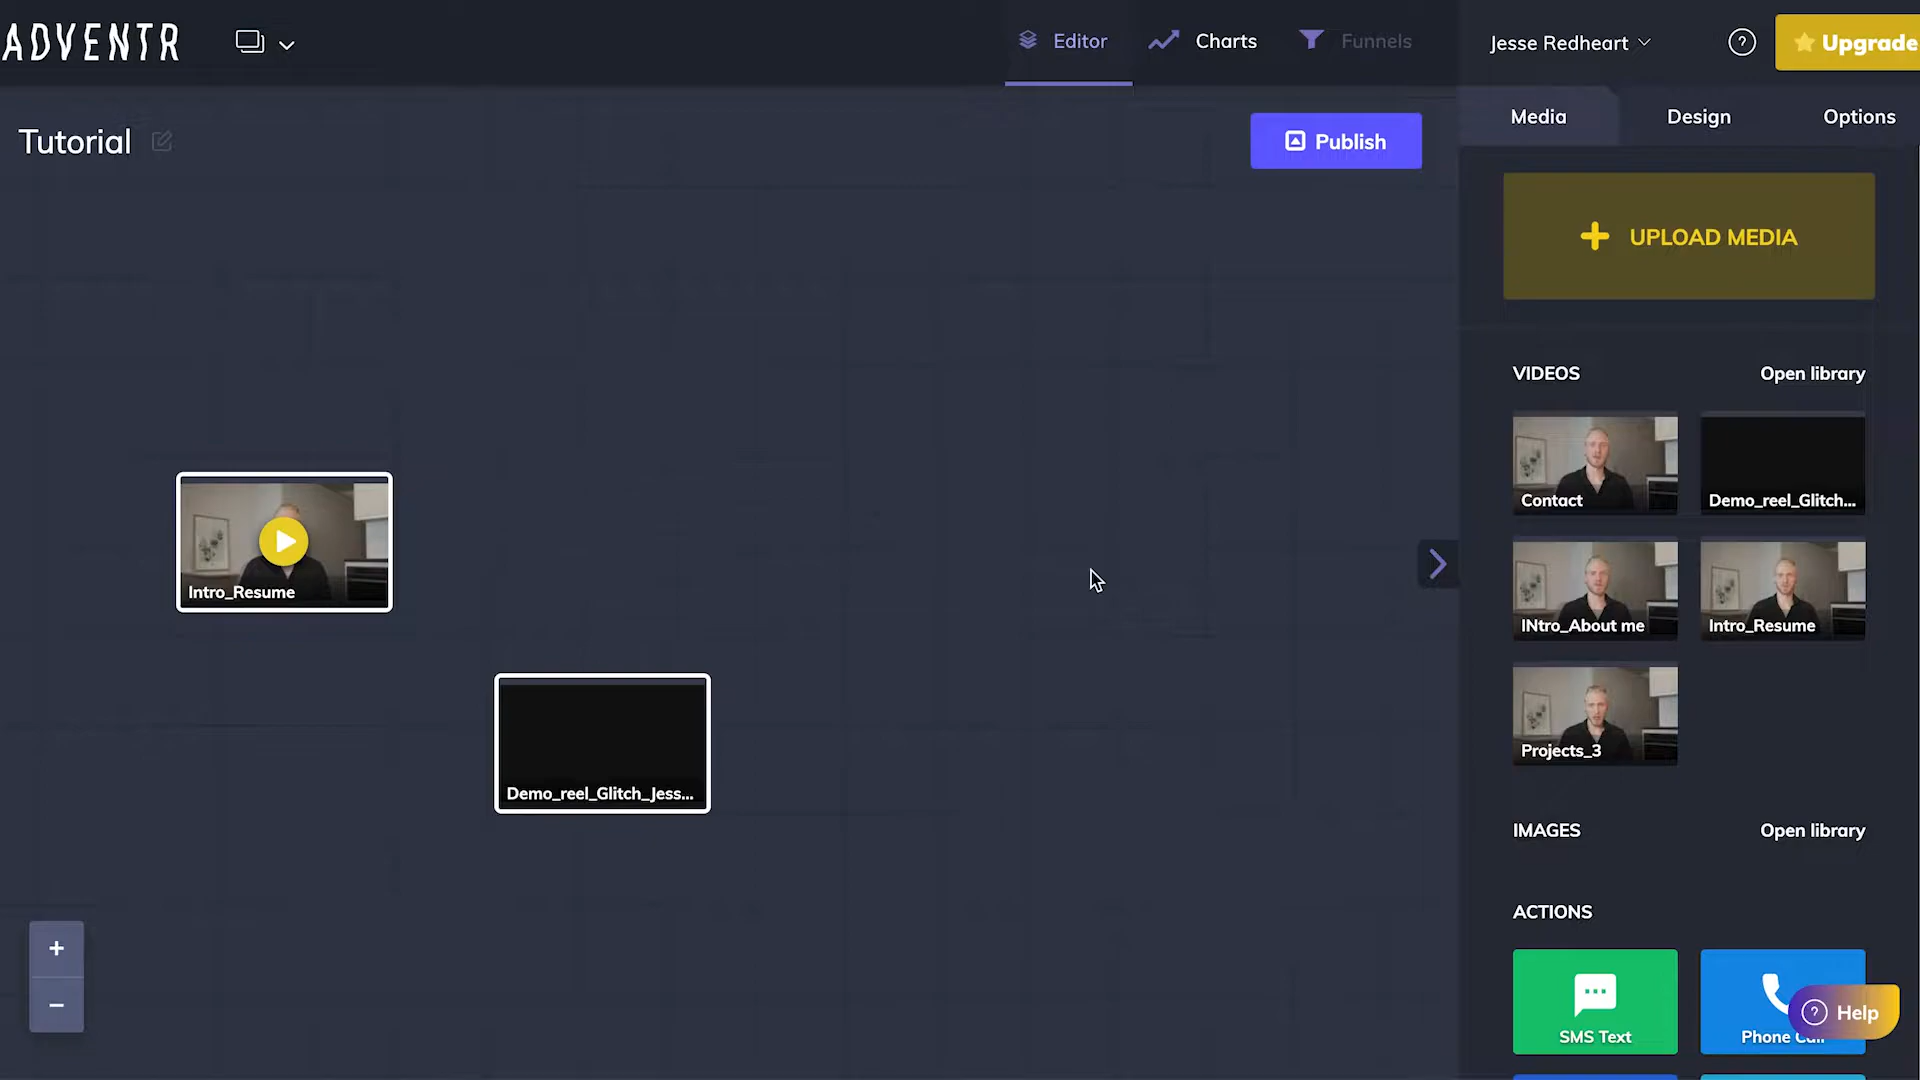 ADVENTR
Editor
Charts
Funnels
Jesse Redheart
Upgrade
Tutorial
Publish
Media
Design
Options
UPLOAD MEDIA
VIDEOS
Open library
Contact
Demo_reel_Glitch...
INtro_About me
Intro_Resume
Projects_3
Intro_Resume
Demo_reel_Glitch_Jess...
IMAGES
Open library
ACTIONS
SMS Text
Phone
Help